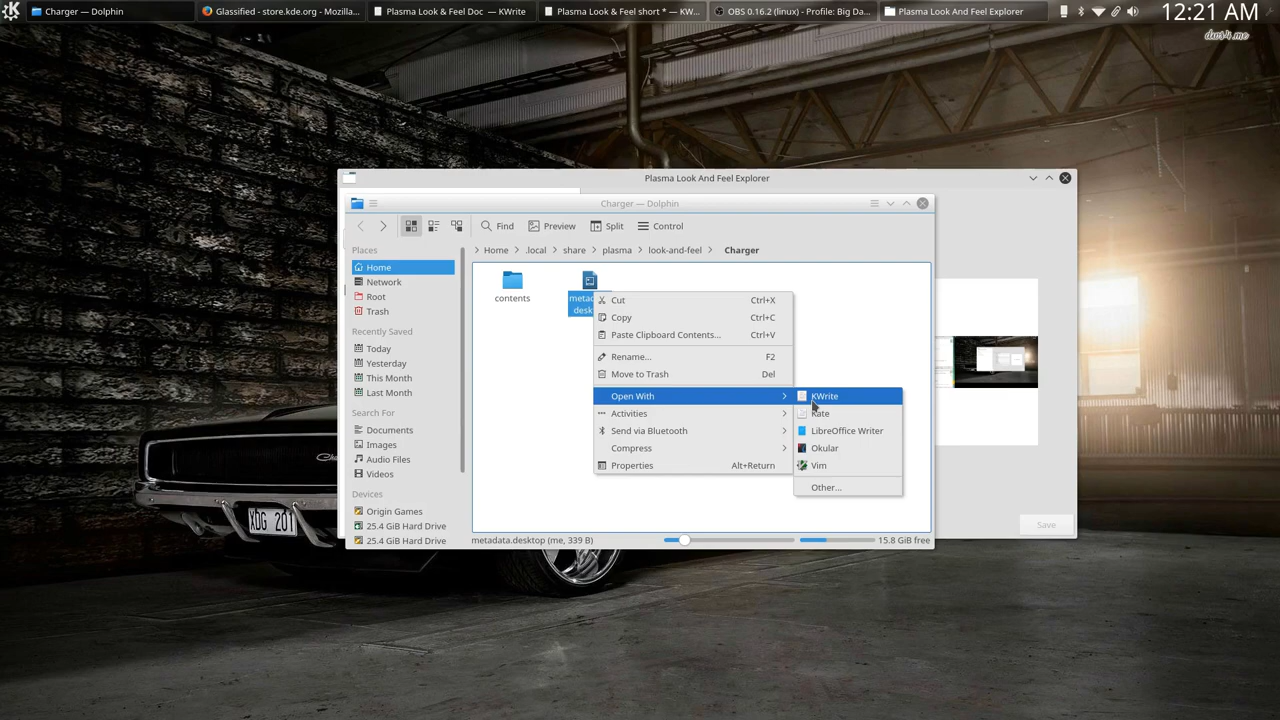 Charger — Dolphin
Glassified - store.kde.org - Mozilla...
Plasma Look & Feel Doc — KWrite
Plasma Look & Feel short * — KW...
OBS 0.16.2 (linux) - Profile: Big Da...
Plasma Look And Feel Explorer
12:21 AM
Plasma Look And Feel Explorer
Charger — Dolphin
Find
Preview
Split
Control
Places
Home
Network
Root
Trash
Recently Saved
Today
Yesterday
This Month
Last Month
Search For
Documents
Images
Audio Files
Videos
Devices
Origin Games
25.4 GiB Hard Drive
25.4 GiB Hard Drive
Home
.local
share
plasma
look-and-feel
Charger
contents
Cut Ctrl+X
Copy Ctrl+C
Paste Clipboard Contents... Ctrl+V
Rename... F2
Move to Trash Del
Open With
Activities
Send via Bluetooth
Compress
Properties Alt+Return
KWrite
Kate
LibreOffice Writer
Okular
Vim
Other...
metadata.desktop (me, 339 B)
15.8 GiB free
Save
XDG 201